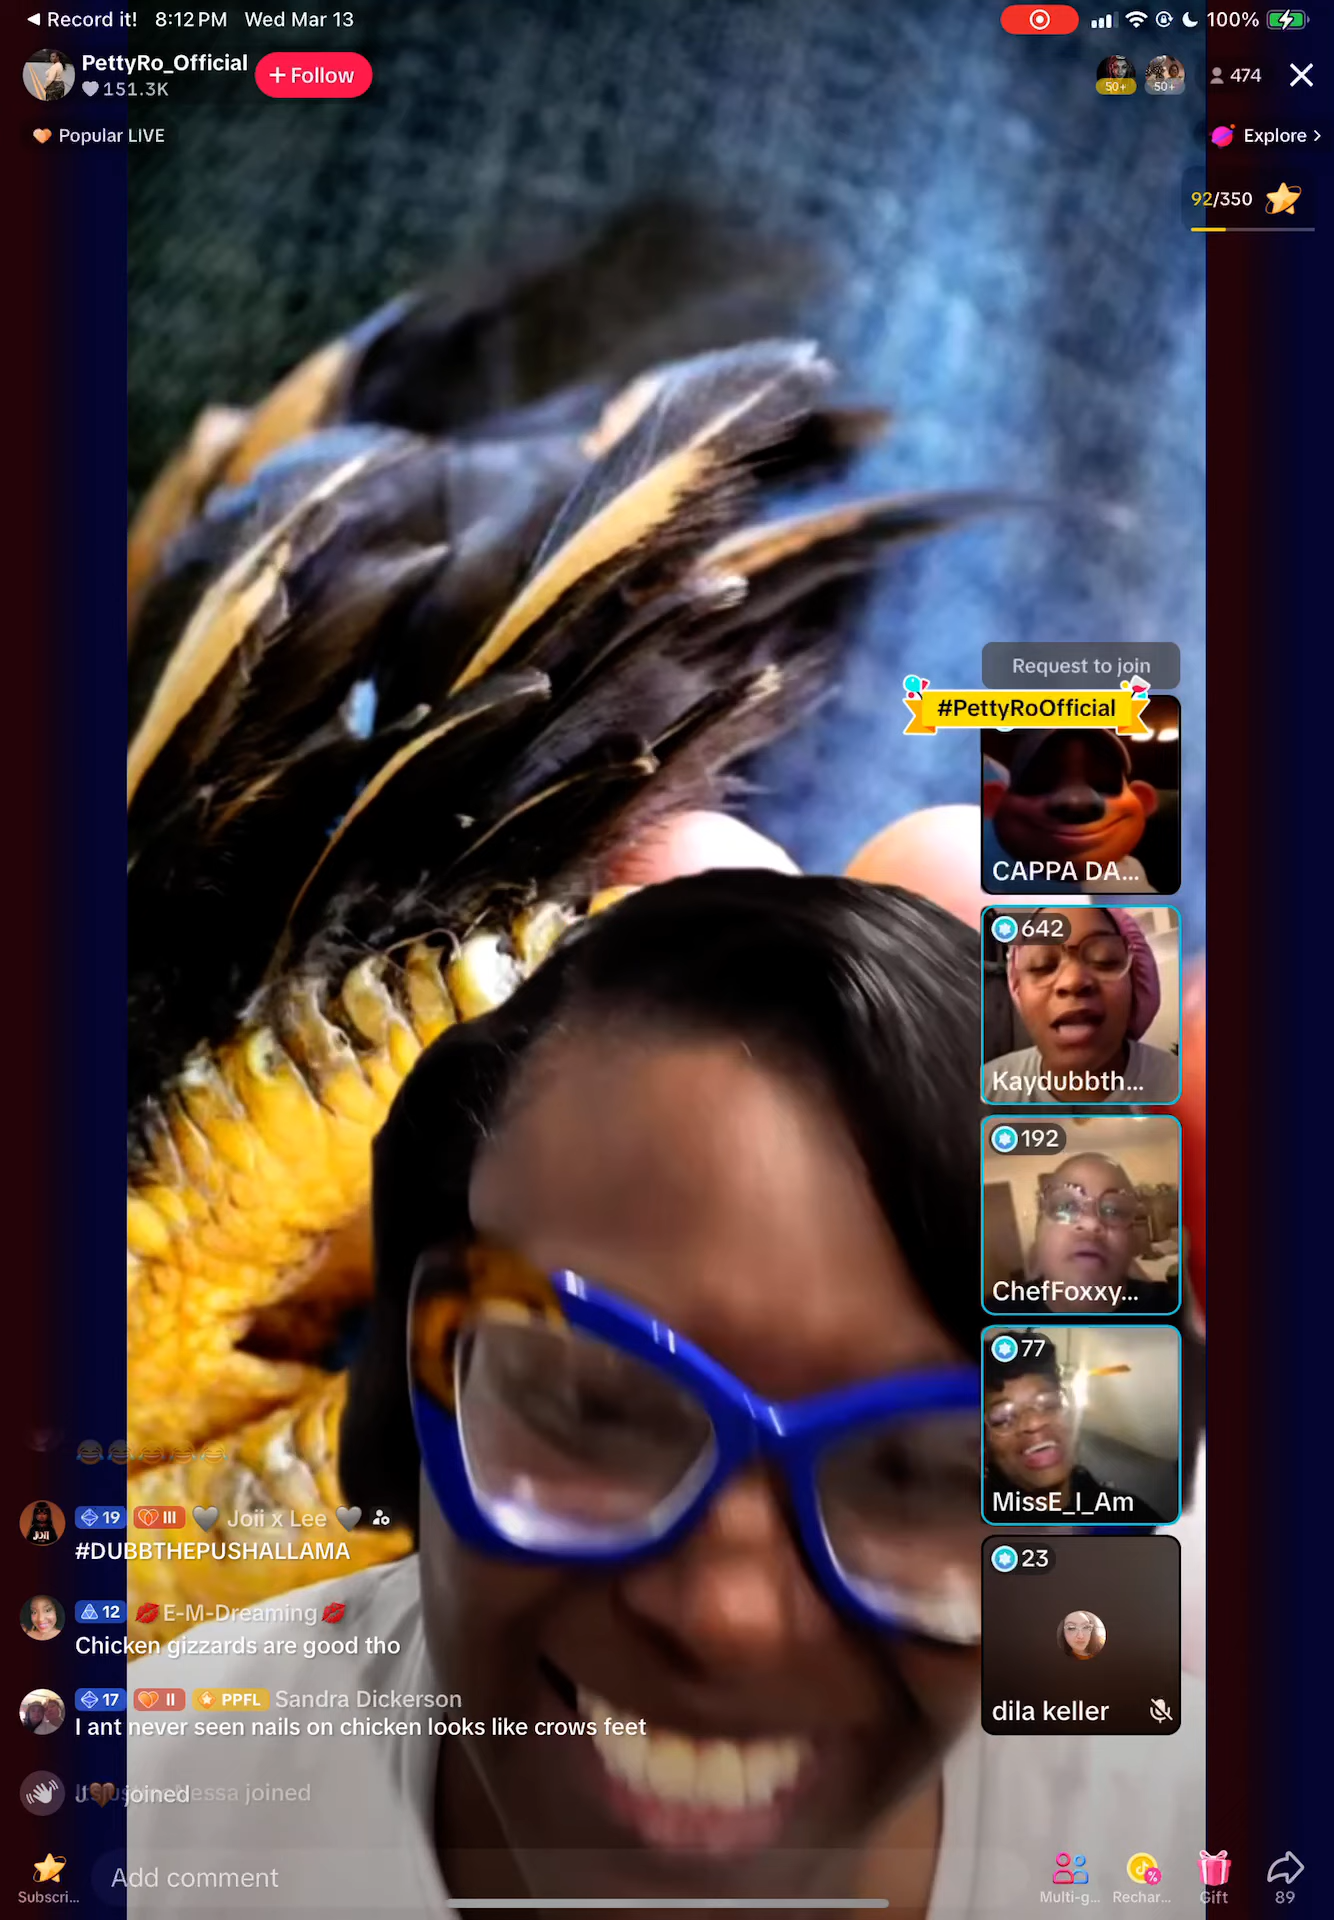 ◀ Record it! 8:12 PM Wed Mar 13
100%
PettyRo_Official
+ Follow
151.3K
50+ 50+ 474
Popular LIVE
Explore >
92/350
Request to join
#PettyRoOfficial
CAPPA DA...
642
Kaydubbth...
192
ChefFoxxy...
77
MissE_I_Am
23
dila keller
😂😂😂😂😂
19 III 🩶 Joii x Lee 🩶
#DUBBTHEPUSHALLAMA
12 💋E-M-Dreaming💋
Chicken gizzards are good tho
17 II PPFL Sandra Dickerson
I ant never seen nails on chicken looks like crows feet
joined
joined
Add comment
Subscri...
Multi-g...
Rechar...
Gift
89